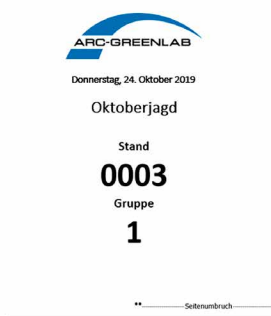 ARC-GREENLAB
Donnerstag, 24. Oktober 2019
Oktoberjagd
Stand
0003
Gruppe
1
Seitenumbruch